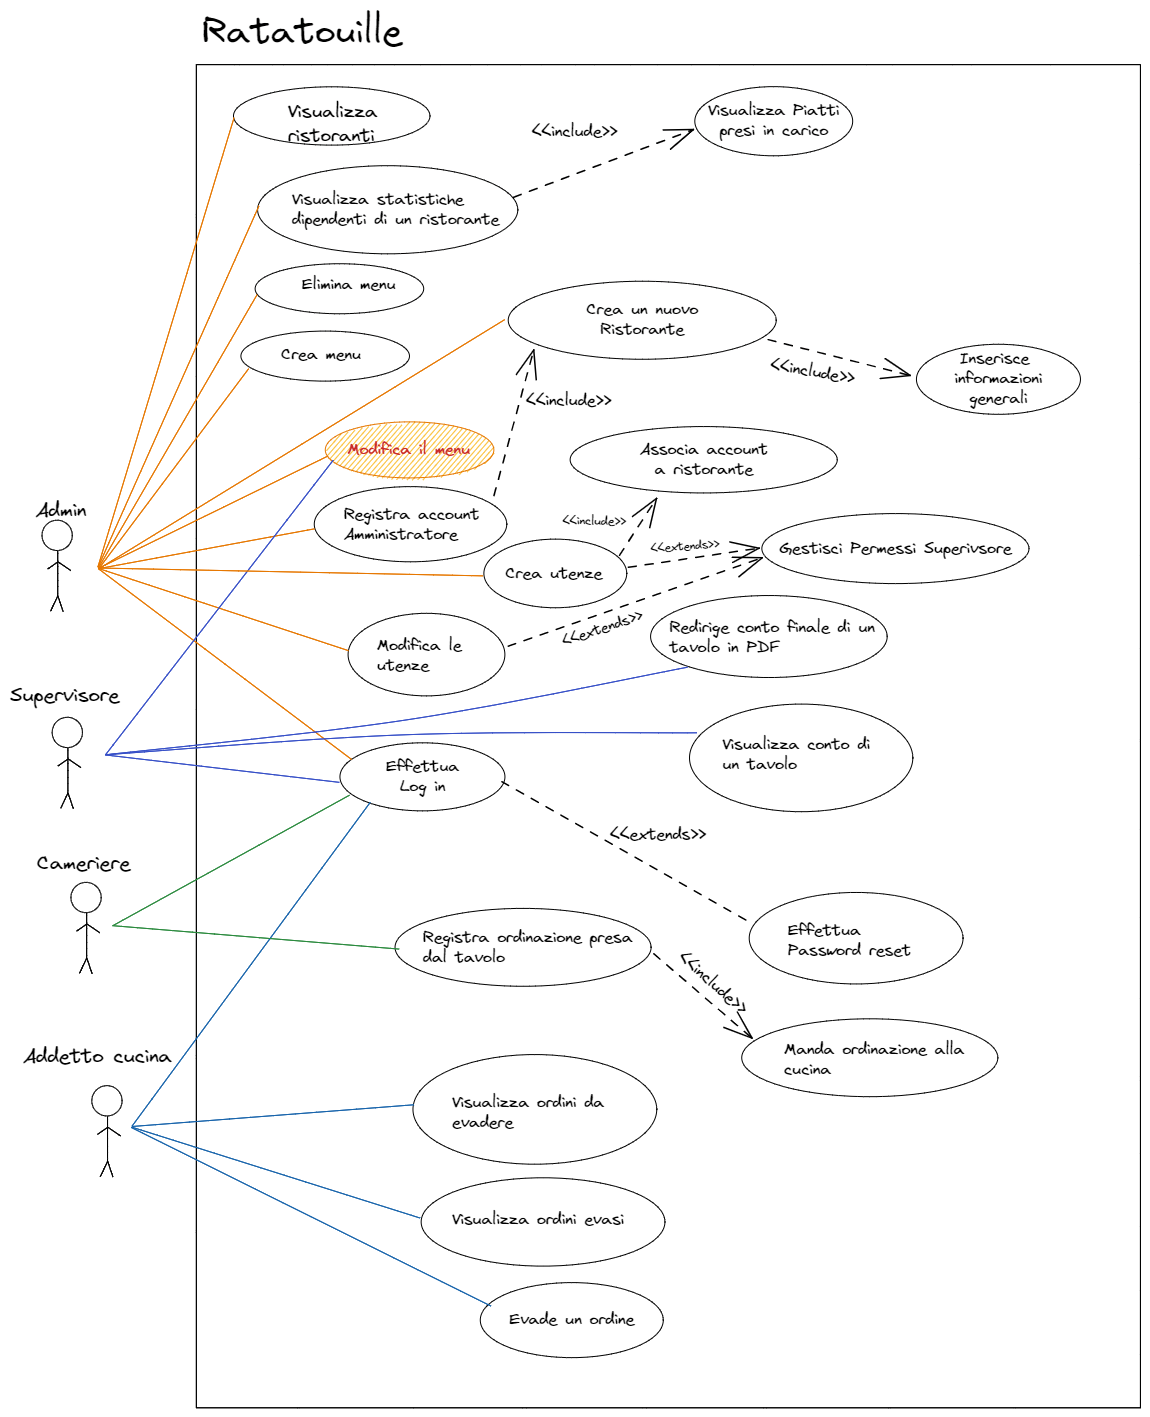 Ratatouille
Visualizza
ristoranti
<<include>>
Visualizza Piatti
presi in carico
Visualizza statistiche
dipendenti di un ristorante
Elimina menu
Crea un nuovo
Ristorante
Crea menu
<<include>>
Inserisce
informazioni
generali
<<include>>
Modifica il menu
Associa account
a ristorante
Admin
Registra account
Amministratore
<<include>>
<<extends>>
Gestisci Permessi Superivsore
Crea utenze
<<extends>>
Redirige conto finale di un
tavolo in PDF
Modifica le
utenze
Supervisore
Visualizza conto di
un tavolo
Effettua
Log in
<<extends>>
Cameriere
Effettua
Password reset
Registra ordinazione presa
dal tavolo
<<include>>
Manda ordinazione alla
cucina
Addetto cucina
Visualizza ordini da
evadere
Visualizza ordini evasi
Evade un ordine